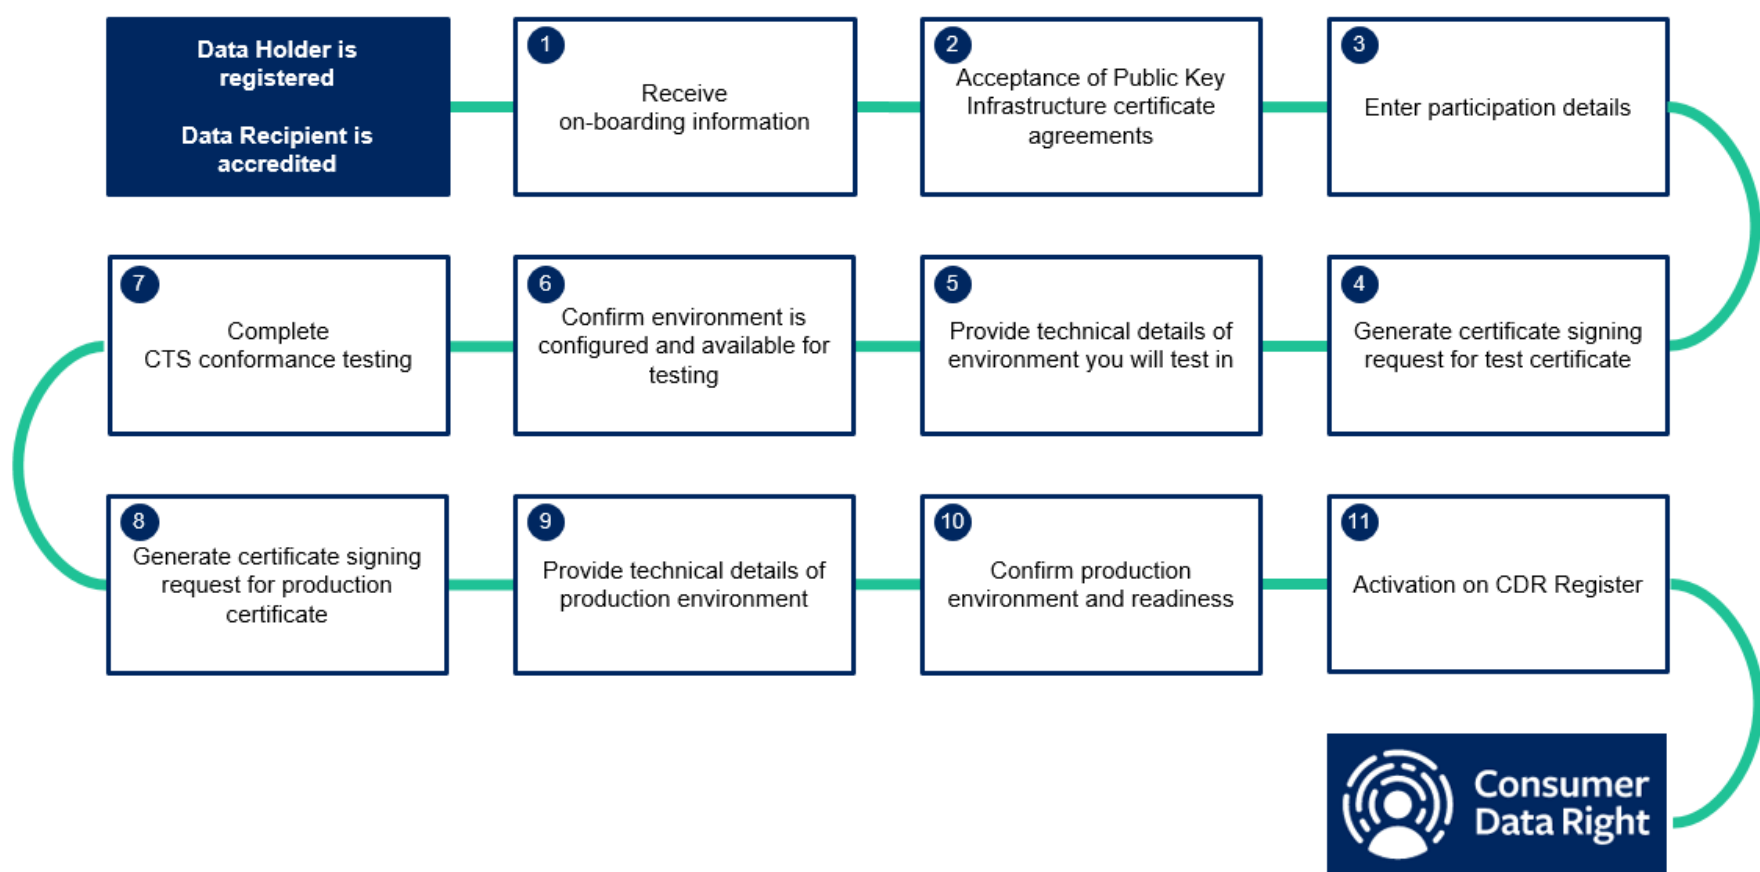 Data Holder is
registered
Data Recipient is
accredited
1
Receive
on-boarding information
2
Acceptance of Public Key
Infrastructure certificate
agreements
3
Enter participation details
4
Generate certificate signing
request for test certificate
5
Provide technical details of
environment you will test in
6
Confirm environment is
configured and available for
testing
7
Complete
CTS conformance testing
8
Generate certificate signing
request for production
certificate
9
Provide technical details of
production environment
10
Confirm production
environment and readiness
11
Activation on CDR Register
Consumer
Data Right